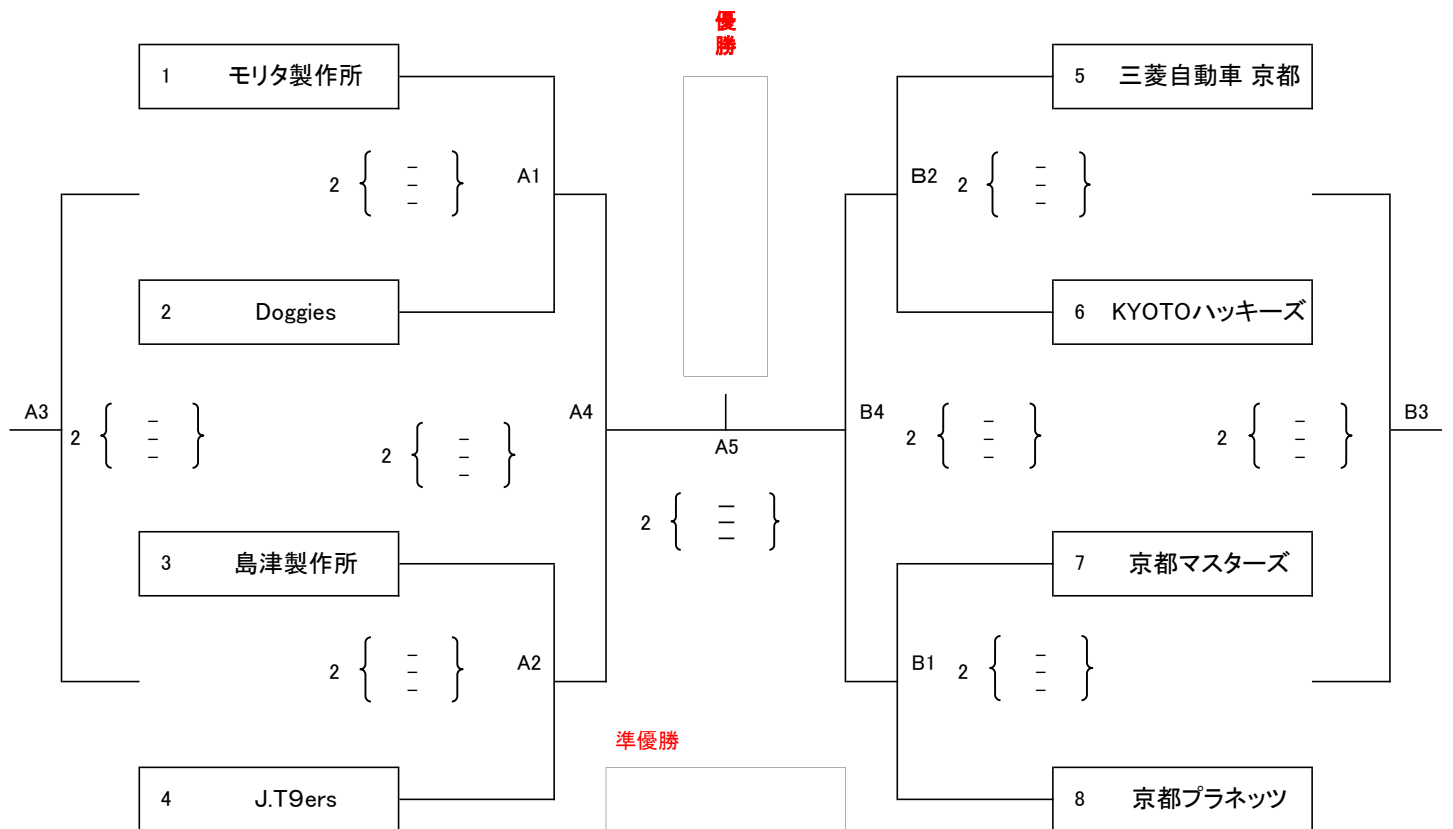 優
勝
1 モリタ製作所
5 三菱自動車 京都
2 { － － － } A1
B2 2 { － － － }
2 Doggies
6 KYOTOハッキーズ
A3 2 { － － － }
2 { － － － } A4
A5
2 { － － － }
B4 2 { － － － }
2 { － － － } B3
3 島津製作所
7 京都マスターズ
2 { － － － } A2
B1 2 { － － － }
準優勝
4 J.T9ers
8 京都プラネッツ